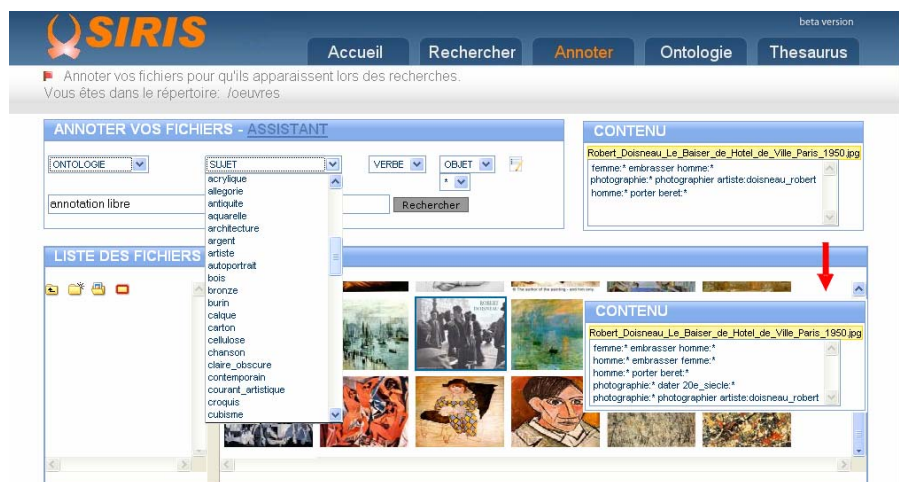 SIRIS
beta version
Accueil
Rechercher
Annoter
Ontologie
Thesaurus
Annoter vos fichiers pour qu'ils apparaissent lors des recherches.
Vous êtes dans le répertoire: /oeuvres
ANNOTER VOS FICHIERS - ASSISTANT
ONTOLOGIE
SUJET
VERBE
OBJET
*
annotation libre
Rechercher
acrylique
allegorie
antiquite
aquarelle
architecture
argent
artiste
autoportrait
bois
bronze
burin
calque
carton
cellulose
chanson
claire_obscure
contemporain
courant_artistique
croquis
cubisme
CONTENU
Robert_Doisneau_Le_Baiser_de_Hotel_de_Ville_Paris_1950.jpg
femme:* embrasser homme:*
photographie:* photographier artiste:doisneau_robert
homme:* porter beret:*
LISTE DES FICHIERS
ROBERT
DOISNEAU
CONTENU
Robert_Doisneau_Le_Baiser_de_Hotel_de_Ville_Paris_1950.jpg
femme:* embrasser homme:*
homme:* embrasser femme:*
homme:* porter beret:*
photographie:* dater 20e_siecle:*
photographie:* photographier artiste:doisneau_robert